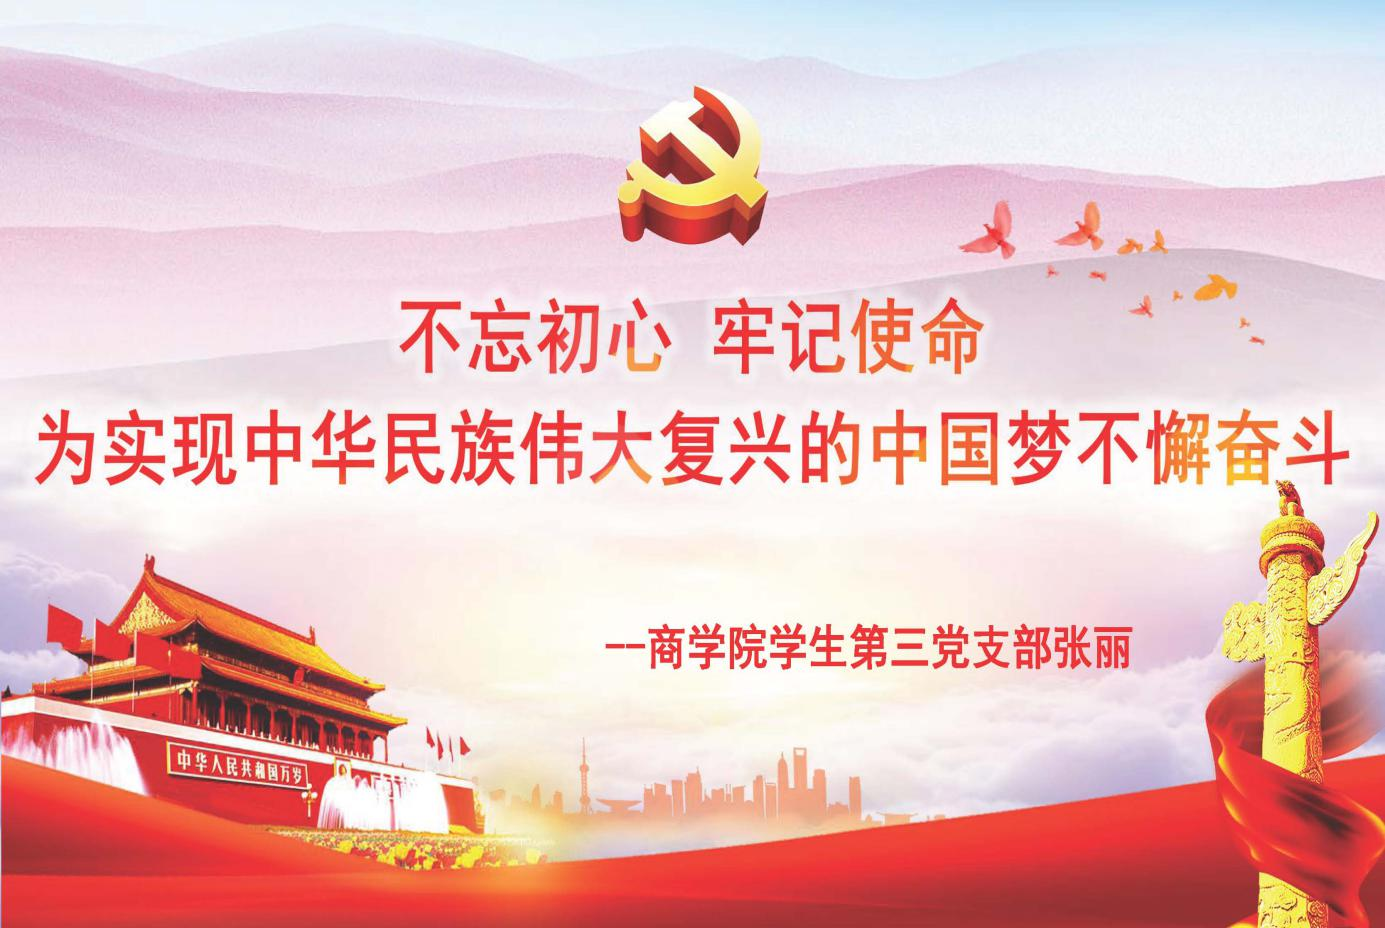 不忘初心 牢记使命
为实现中华民族伟大复兴的中国梦不懈奋斗
--商学院学生第三党支部张丽
中华人民共和国万岁